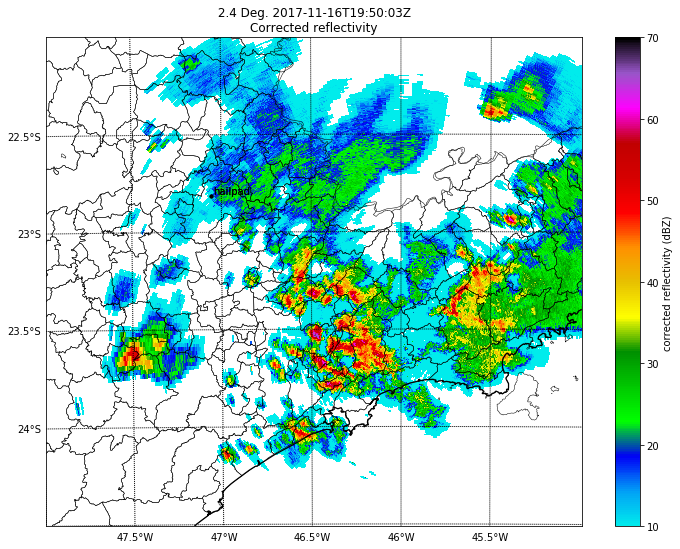 2.4 Deg. 2017-11-16T19:50:03Z
Corrected reflectivity
70
60
50
40
30
20
10
corrected reflectivity (dBZ)
22.5°S
23°S
23.5°S
24°S
47.5°W
47°W
46.5°W
46°W
45.5°W